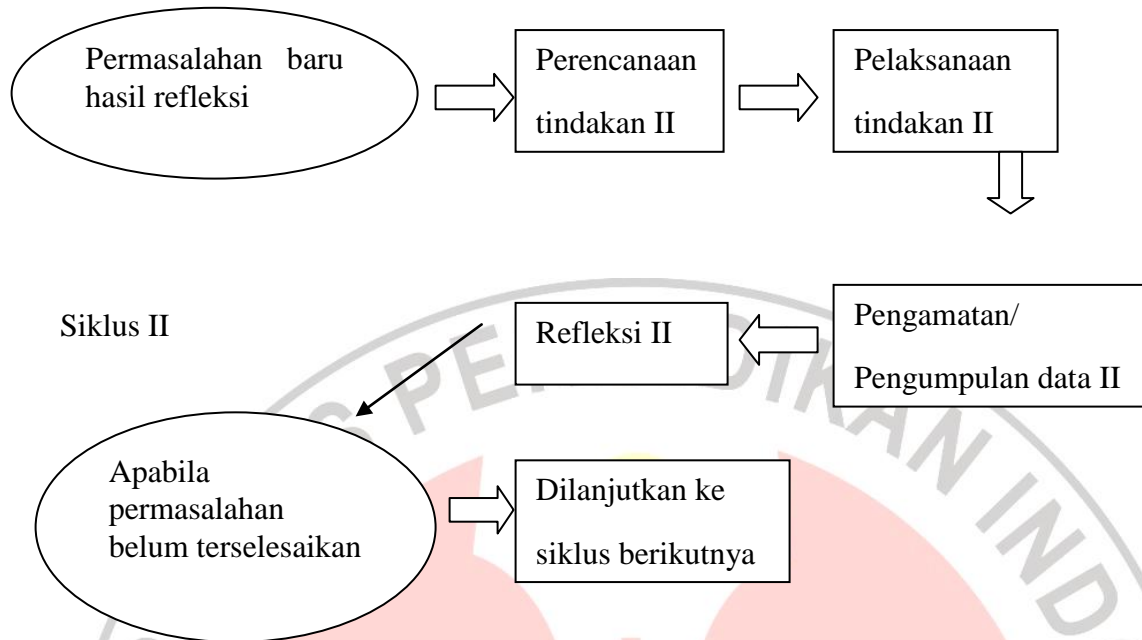 Permasalahan baru
hasil refleksi
Perencanaan
tindakan II
Pelaksanaan
tindakan II
Siklus II
Refleksi II
Pengamatan/
Pengumpulan data II
Apabila
permasalahan
belum terselesaikan
Dilanjutkan ke
siklus berikutnya